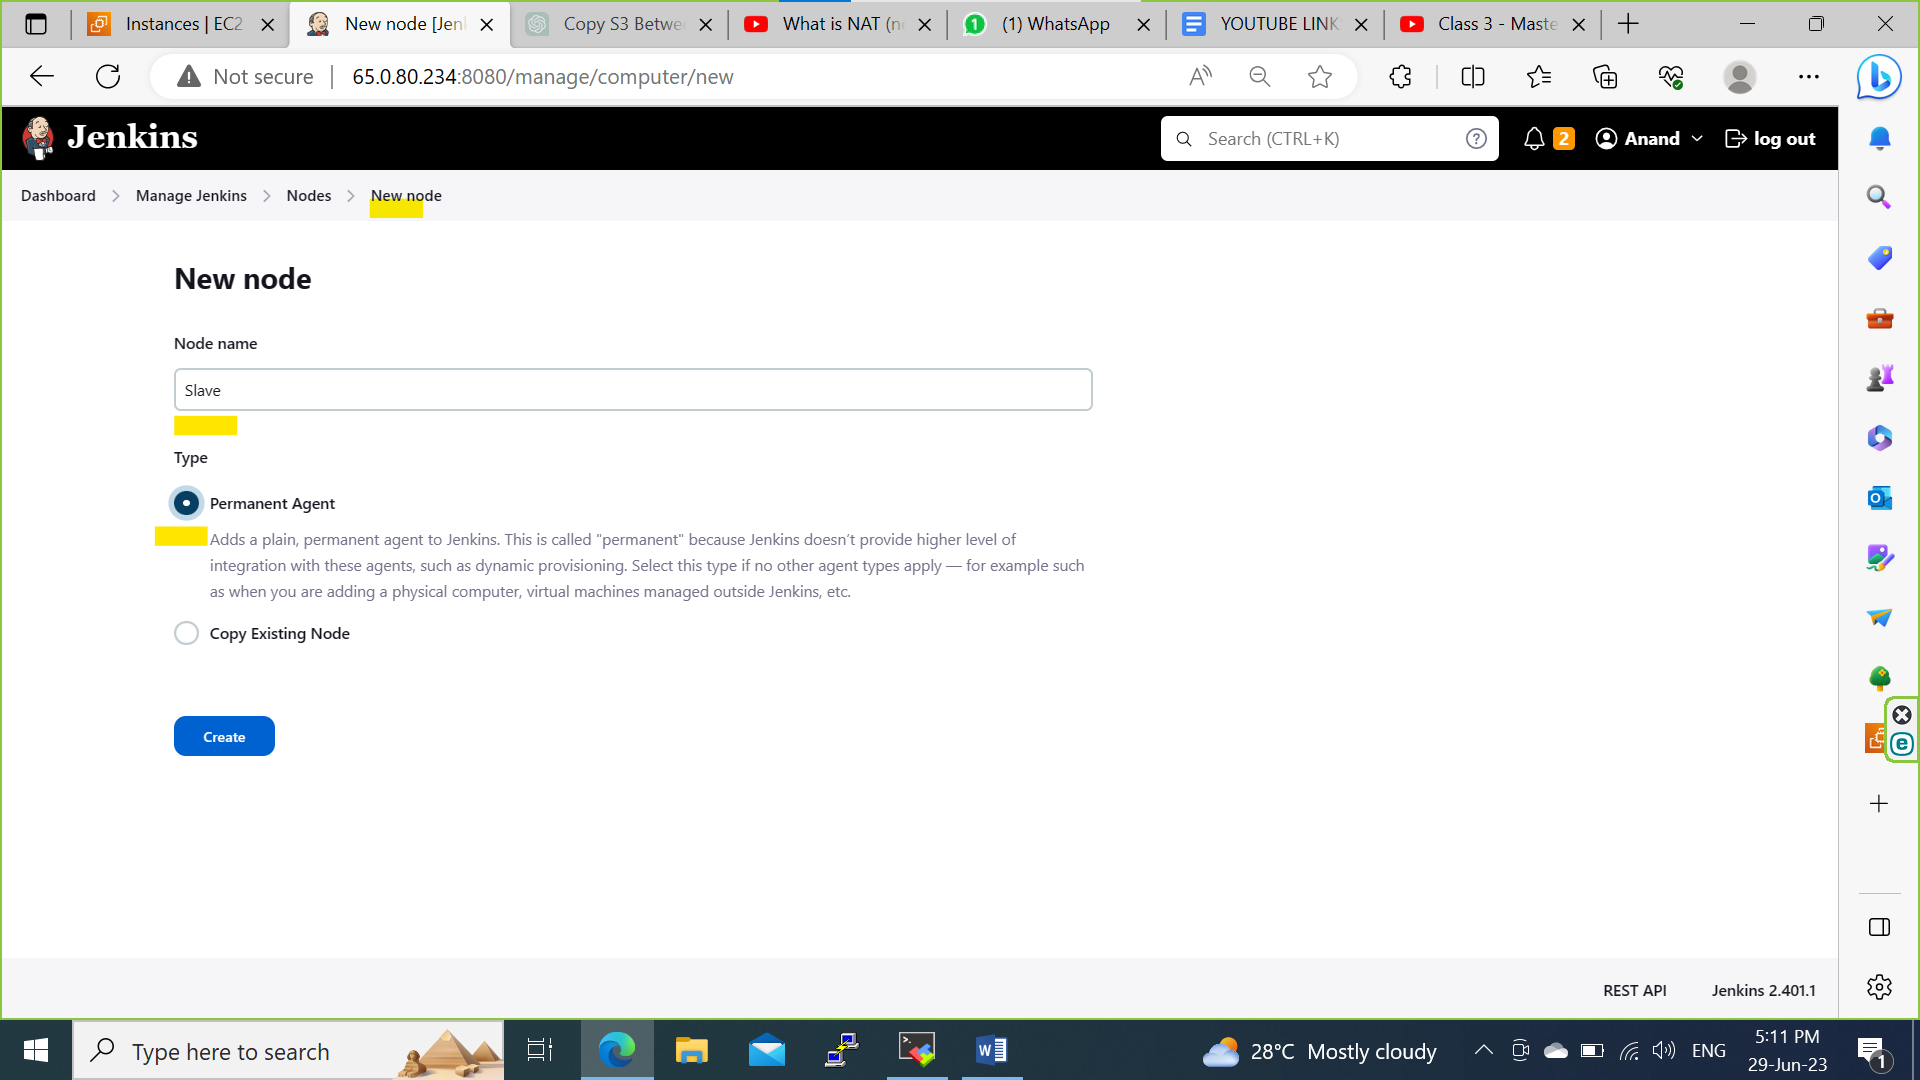 Instances | EC2
New node [Jenk
Copy S3 Betwe
What is NAT (ne
(1) WhatsApp
YOUTUBE LINK
Class 3 - Maste
Not secure
65.0.80.234:8080/manage/computer/new
Jenkins
Search (CTRL+K)
2
Anand
log out
Dashboard
Manage Jenkins
Nodes
New node
New node
Node name
Slave
Type
Permanent Agent
Adds a plain, permanent agent to Jenkins. This is called "permanent" because Jenkins doesn't provide higher level of
integration with these agents, such as dynamic provisioning. Select this type if no other agent types apply — for example such
as when you are adding a physical computer, virtual machines managed outside Jenkins, etc.
Copy Existing Node
Create
REST API
Jenkins 2.401.1
Type here to search
28°C Mostly cloudy
ENG
5:11 PM
29-Jun-23
1